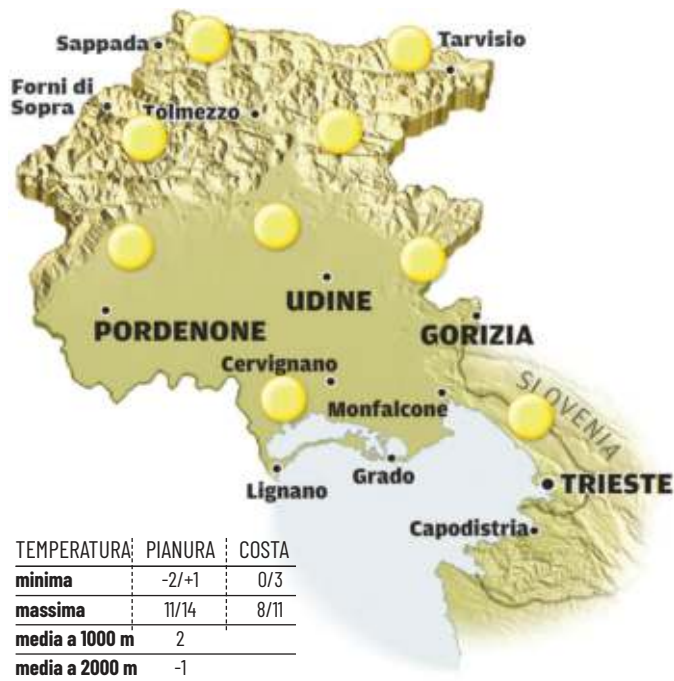 Sappada
Tarvisio
Forni di
Sopra
Tolmezzo
UDINE
PORDENONE
GORIZIA
Cervignano
SLOVENIA
Monfalcone
Grado
Lignano
TRIESTE
Capodistria
TEMPERATURA PIANURA COSTA
minima -2/+1 0/3
massima 11/14 8/11
media a 1000 m 2
media a 2000 m -1